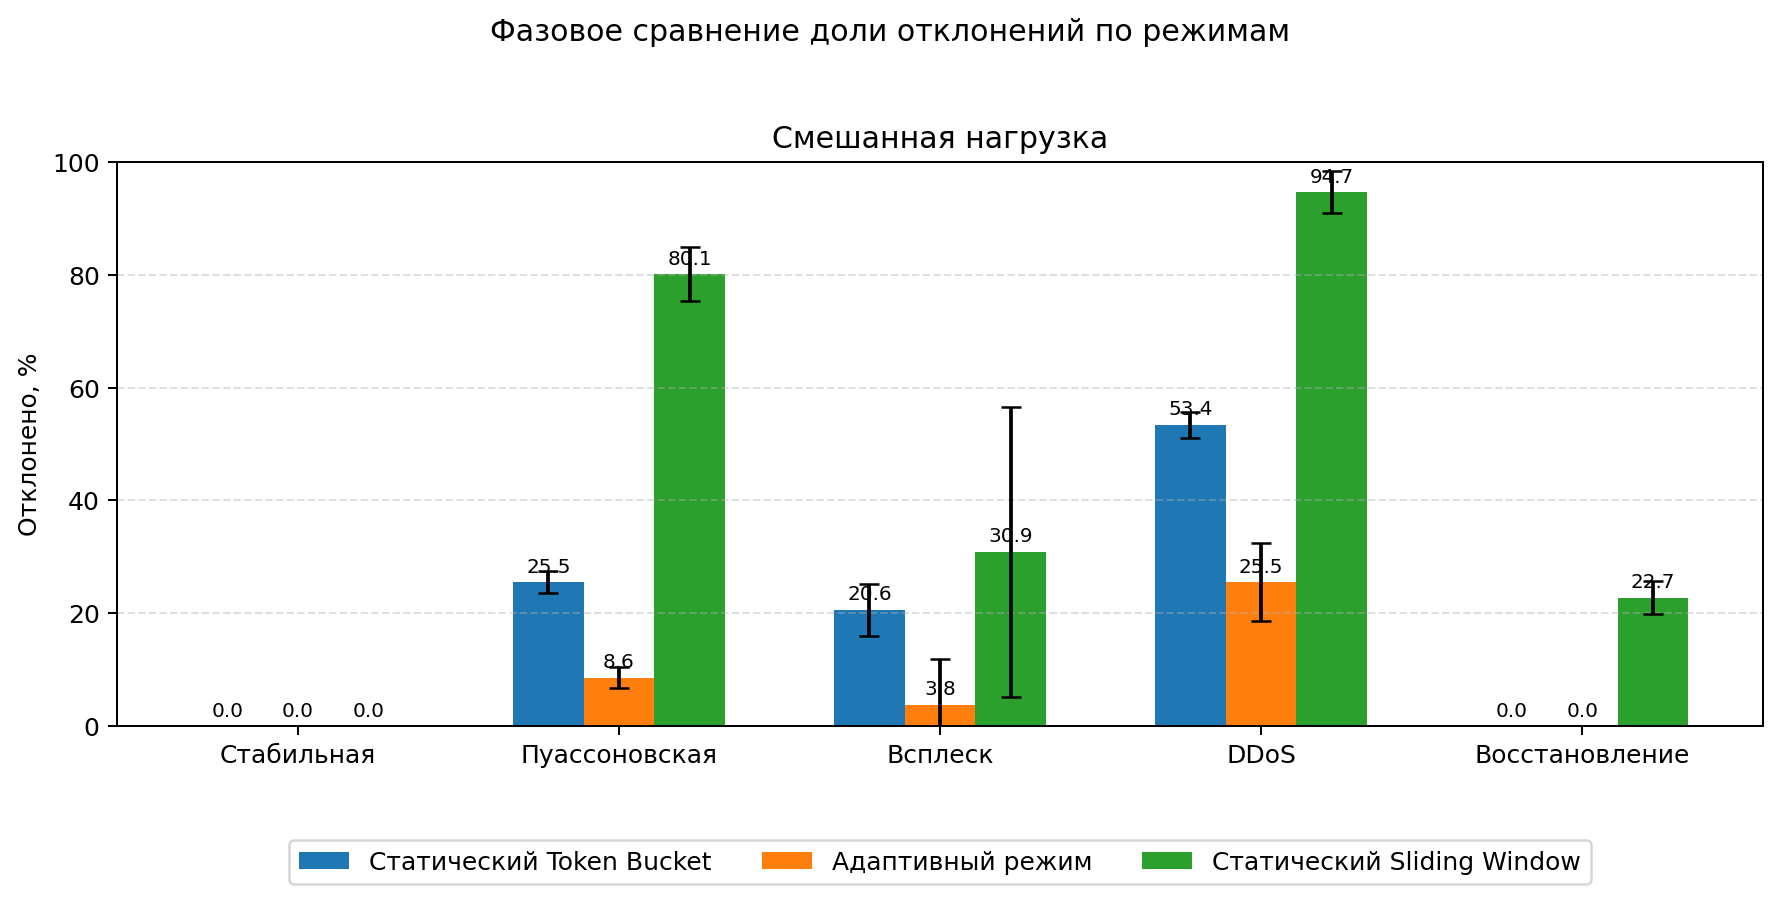 Фазовое сравнение доли отклонений по режимам
Смешанная нагрузка
Отклонено, %
100
80
60
40
20
0
0.0 0.0 0.0
25.5 8.6 80.1
20.6 3.8 30.9
53.4 25.5 94.7
0.0 0.0 22.7
Стабильная Пуассоновская Всплеск DDoS Восстановление
Статический Token Bucket Адаптивный режим Статический Sliding Window